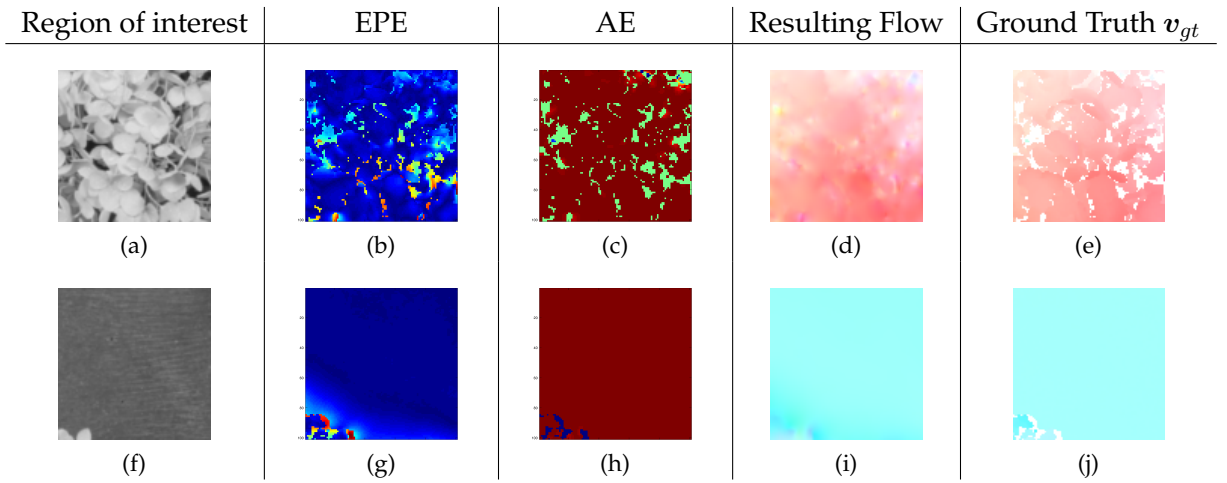 Region of interest EPE AE Resulting Flow Ground Truth v_gt
(a) (b) (c) (d) (e)
(f) (g) (h) (i) (j)